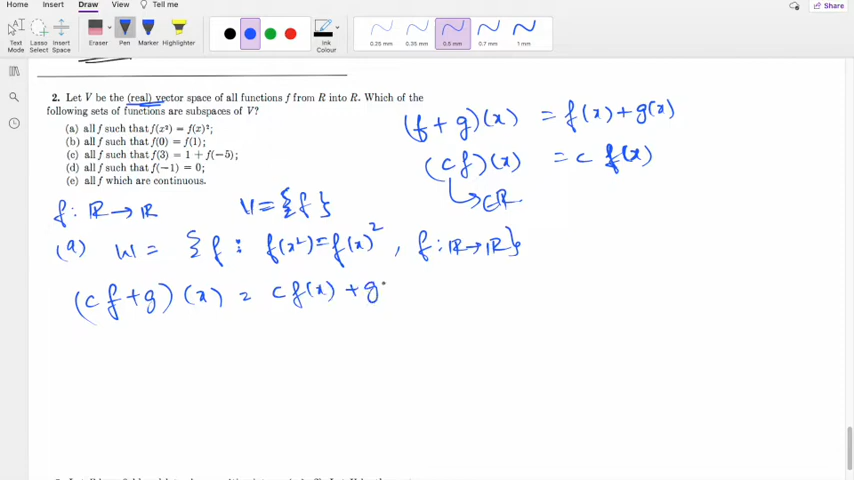 Home Insert Draw View Tell me Share
Text Mode Lasso Select Insert Space Eraser Pen Marker Highlighter Ink Colour 0.25 mm 0.35 mm 0.5 mm 0.7 mm 1 mm
2. Let V be the (real) vector space of all functions f from R into R. Which of the
following sets of functions are subspaces of V?
(a) all f such that f(x²) = f(x)²;
(b) all f such that f(0) = f(1);
(c) all f such that f(3) = 1 + f(−5);
(d) all f such that f(−1) = 0;
(e) all f which are continuous.
(f+g)(x) = f(x)+g(x)
(cf)(x) = c f(x)
↳ ∈ℝ
f: ℝ→ℝ V={f}
(a) W = {f : f(x²)=f(x)², f:ℝ→ℝ}
(cf+g)(x) = cf(x)+g